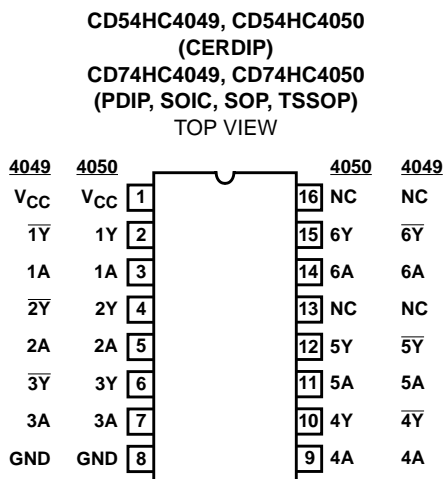 CD54HC4049, CD54HC4050
(CERDIP)
CD74HC4049, CD74HC4050
(PDIP, SOIC, SOP, TSSOP)
TOP VIEW
4049 4050 4050 4049
VCC VCC 1 16 NC NC
1Y̅ 1Y 2 15 6Y 6Y̅
1A 1A 3 14 6A 6A
2Y̅ 2Y 4 13 NC NC
2A 2A 5 12 5Y 5Y̅
3Y̅ 3Y 6 11 5A 5A
3A 3A 7 10 4Y 4Y̅
GND GND 8 9 4A 4A